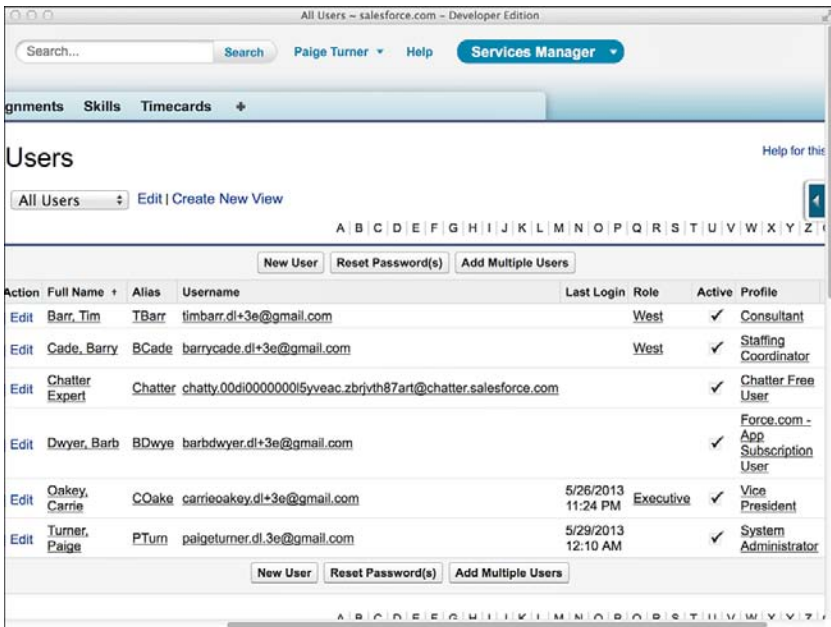 All Users ~ salesforce.com - Developer Edition
Search... Search Paige Turner Help Services Manager
gnments Skills Timecards +
Users Help for this
All Users Edit | Create New View
A B C D E F G H I J K L M N O P Q R S T U V W X Y Z
New User Reset Password(s) Add Multiple Users
Action Full Name Alias Username Last Login Role Active Profile
Edit Barr, Tim TBarr timbarr.dl+3e@gmail.com West ✓ Consultant
Edit Cade, Barry BCade barrycade.dl+3e@gmail.com West ✓ Staffing
Coordinator
Edit Chatter
Expert Chatter ✓ Chatter Free
User
Edit Dwyer, Barb BDwye barbdwyer.dl+3e@gmail.com ✓ Force.com -
App
Subscription
User
Edit Oakey,
Carrie COake carrieoakey.dl+3e@gmail.com 5/26/2013
11:24 PM Executive ✓ Vice
President
Edit Turner,
Paige PTurn paigeturner.dl.3e@gmail.com 5/29/2013
12:10 AM ✓ System
Administrator
New User Reset Password(s) Add Multiple Users
A B C D E F G H I J K L M N O P Q R S T U V W X Y Z